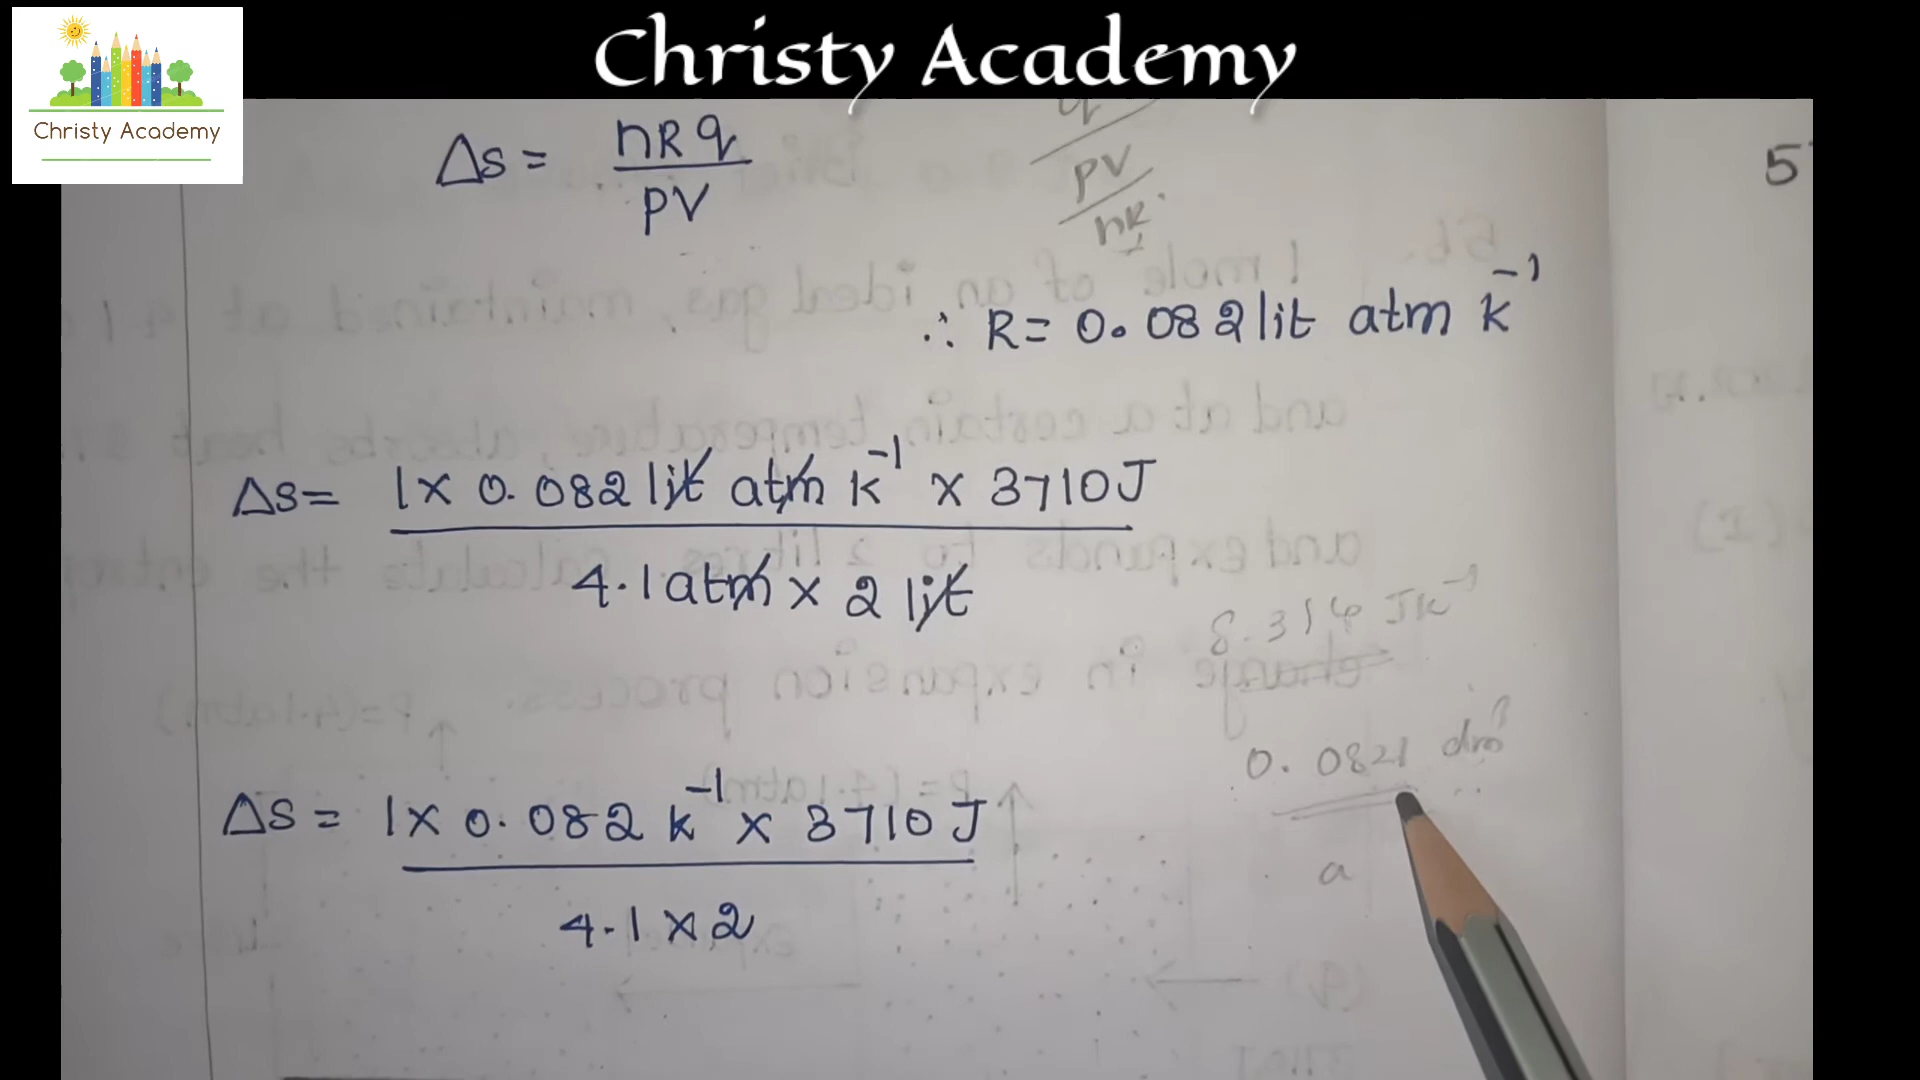 Christy Academy
Christy Academy
Δs = nRq / PV
q / PV / nR
5
∴ R = 0.082 lit atm k⁻¹
Δs = 1 x 0.082 lit atm k⁻¹ x 3710 J / 4.1 atm x 2 lit
8.314 JK⁻¹
0.0821 dm³
a
Δs = 1 x 0.082 k⁻¹ x 3710 J / 4.1 x 2